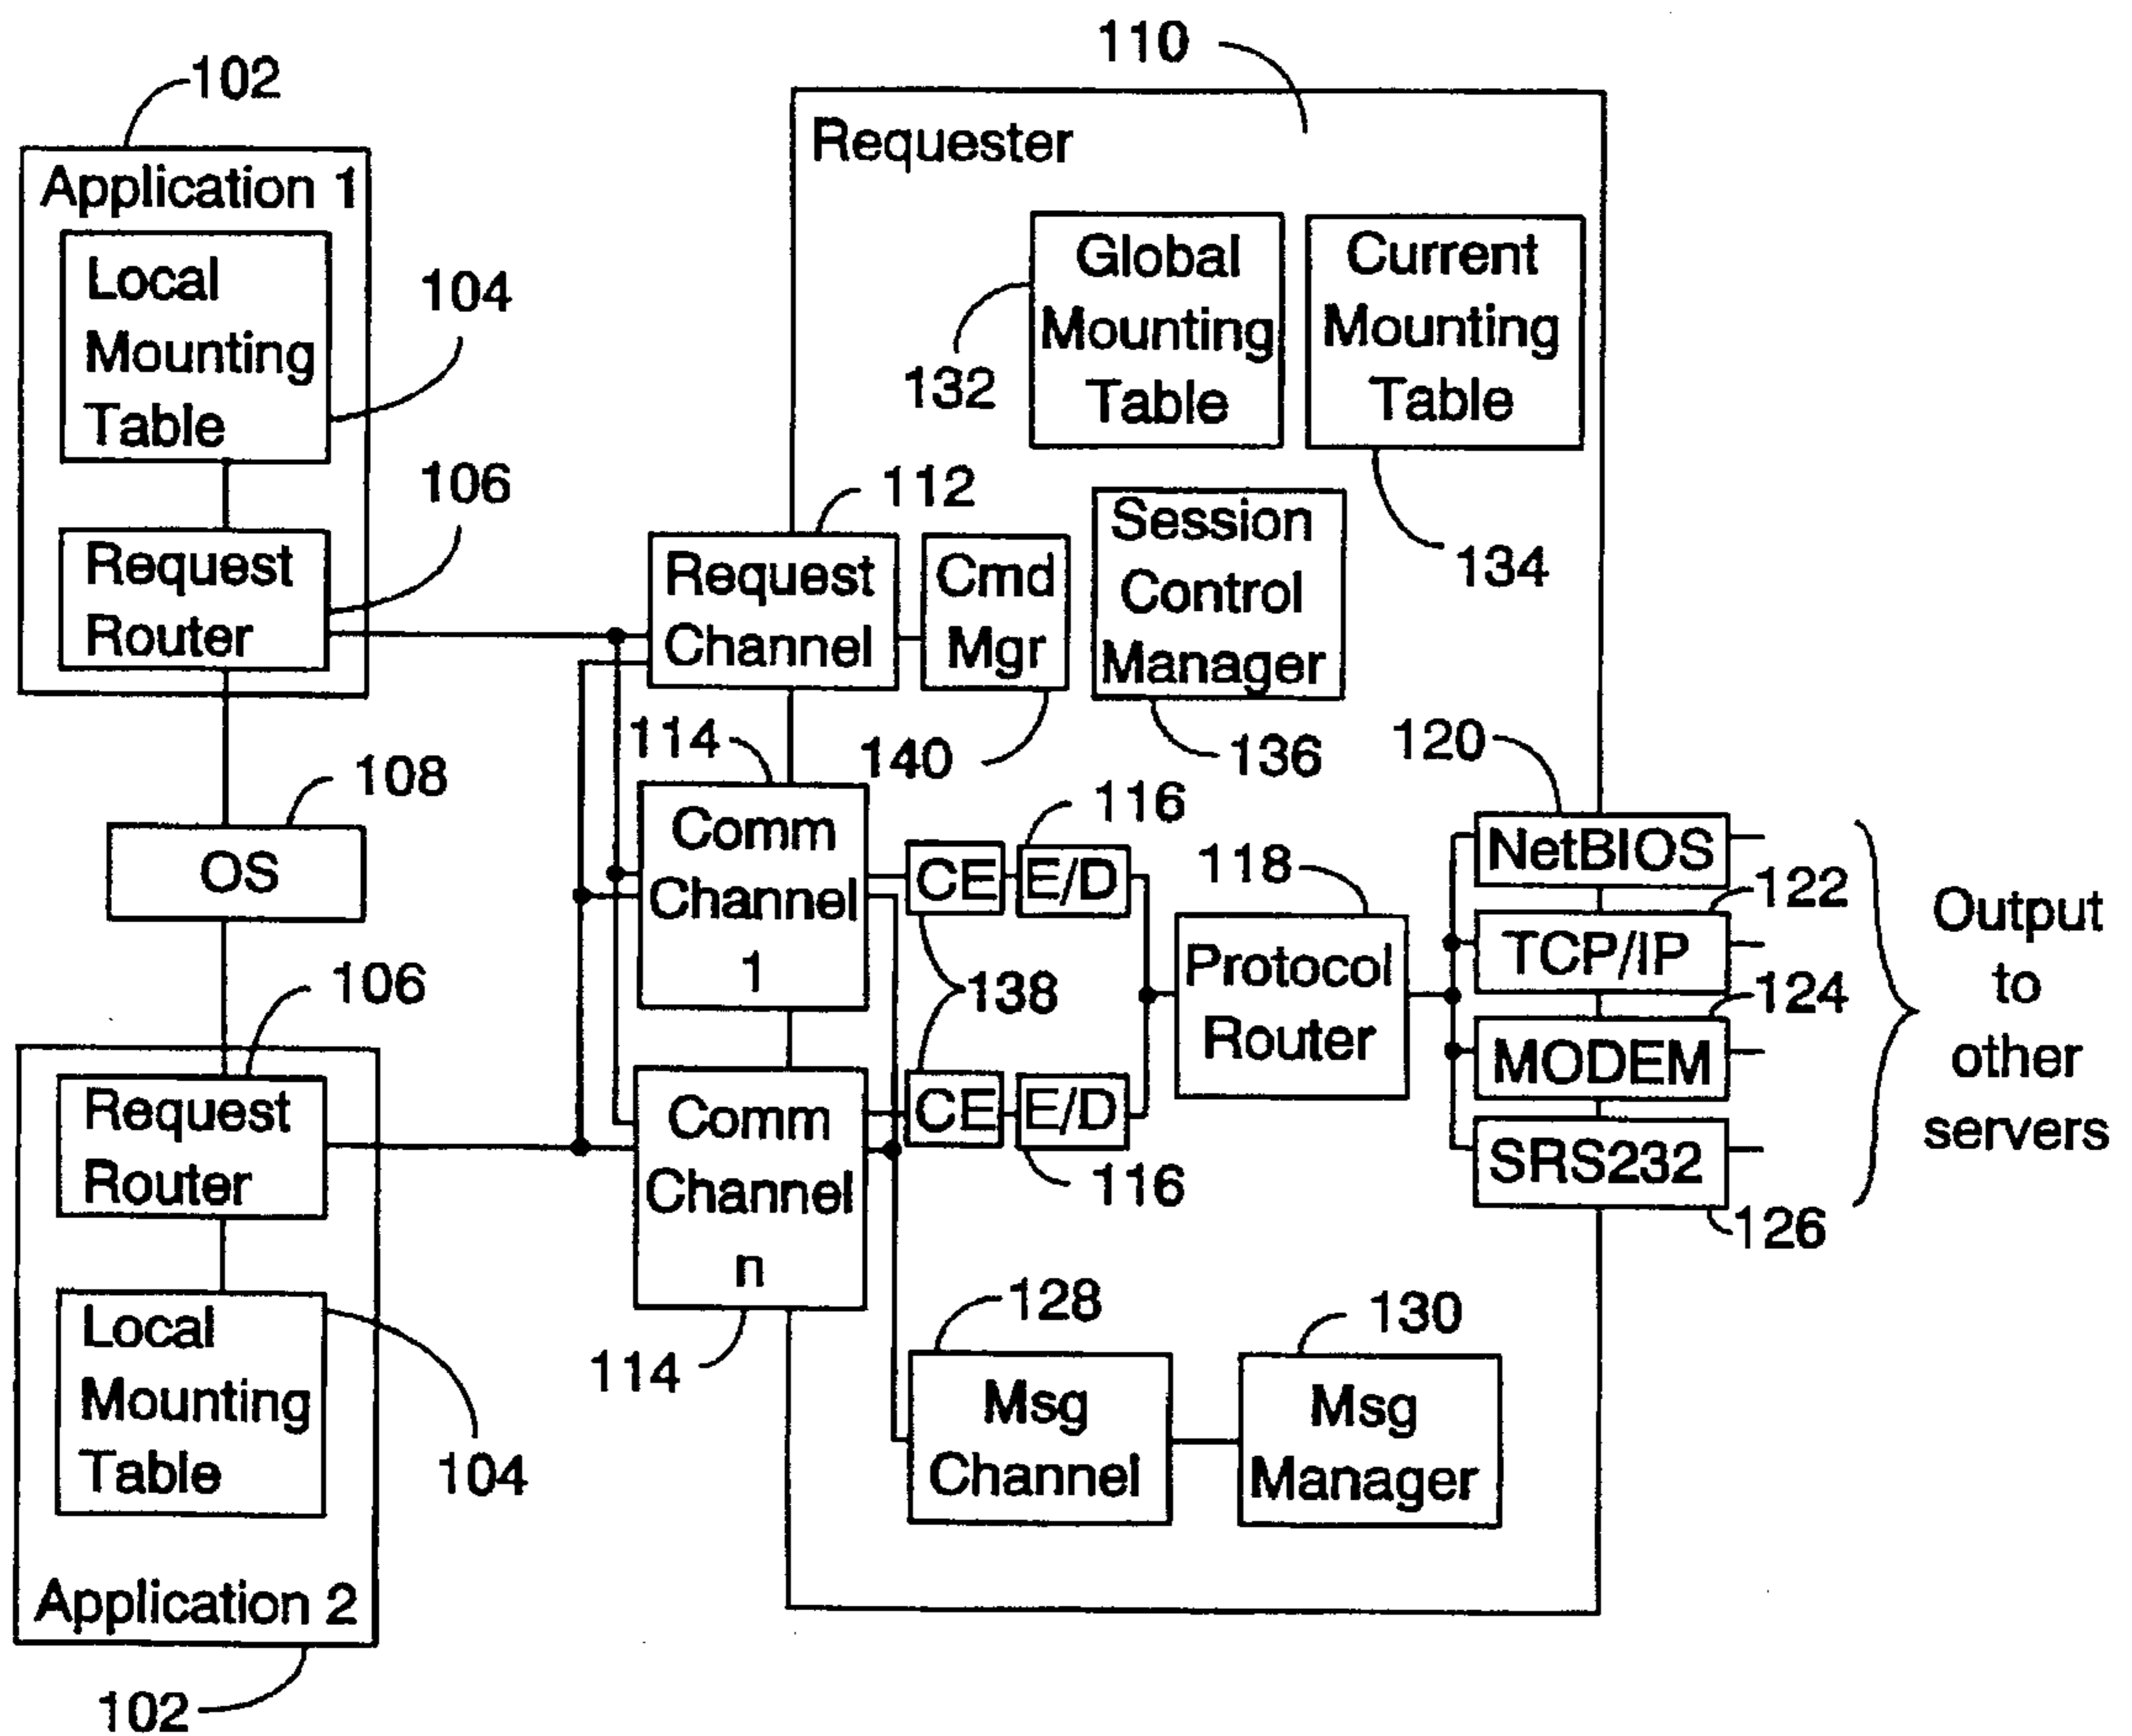 110
102
Requester
Application 1
Local
Mounting
Table
104
Global
Mounting
Table
132
Current
Mounting
Table
134
106
Request
Router
112
Request
Channel
Cmd
Mgr
140
Session
Control
Manager
136
108
OS
114
Comm
Channel
1
116
CE
E/D
138
118
Protocol
Router
120
NetBIOS
122
TCP/IP
124
MODEM
SRS232
126
Output
to
other
servers
106
Request
Router
Comm
Channel
n
114
CE
E/D
116
Local
Mounting
Table
104
128
Msg
Channel
130
Msg
Manager
Application 2
102